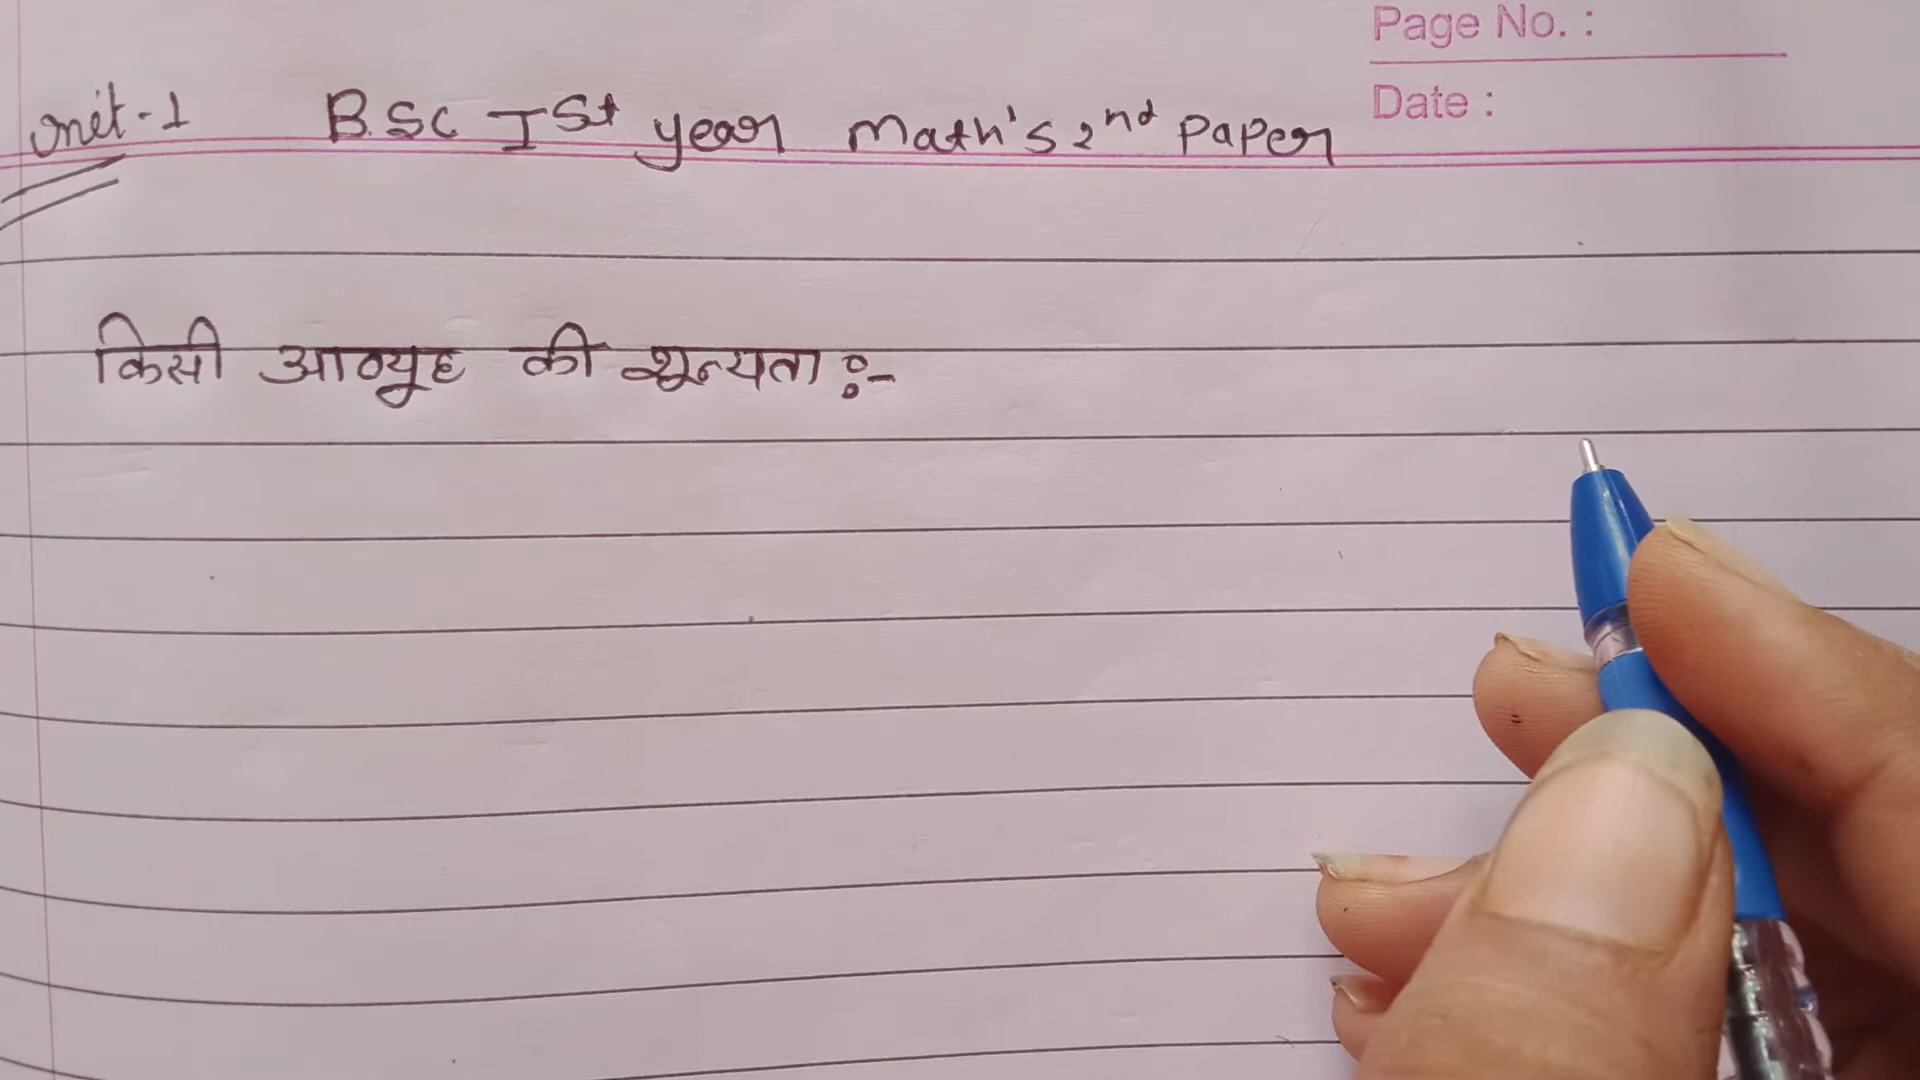 Page No. :
Date :
Unit-1 B.Sc Ist year Math's 2nd Paper
किसी आव्यूह की शून्यता :-